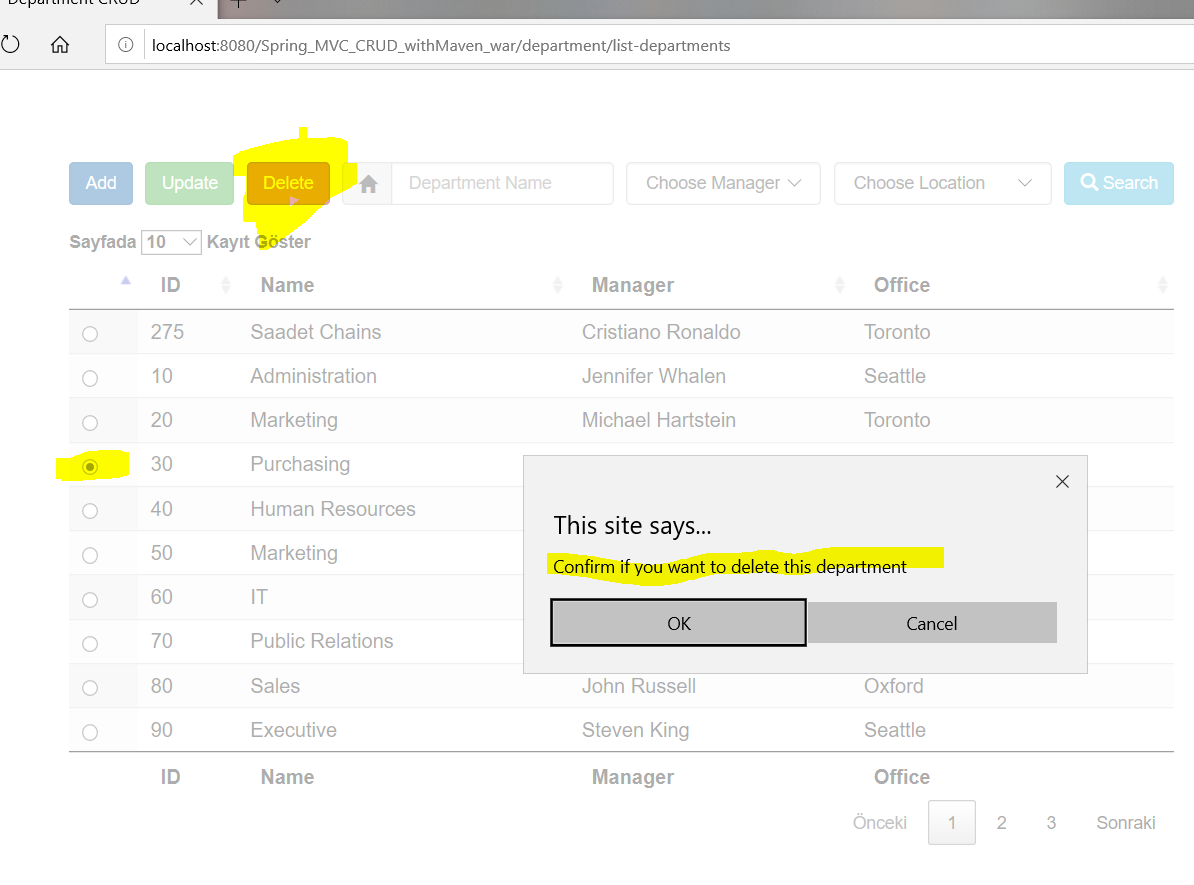 Department CRUD
localhost:8080/Spring_MVC_CRUD_withMaven_war/department/list-departments
Add Update Delete Department Name Choose Manager Choose Location Search
Sayfada 10 Kayıt Göster
ID Name Manager Office
275 Saadet Chains Cristiano Ronaldo Toronto
10 Administration Jennifer Whalen Seattle
20 Marketing Michael Hartstein Toronto
30 Purchasing
40 Human Resources
50 Marketing
60 IT
70 Public Relations
80 Sales John Russell Oxford
90 Executive Steven King Seattle
ID Name Manager Office
Önceki 1 2 3 Sonraki
This site says...
Confirm if you want to delete this department
OK Cancel